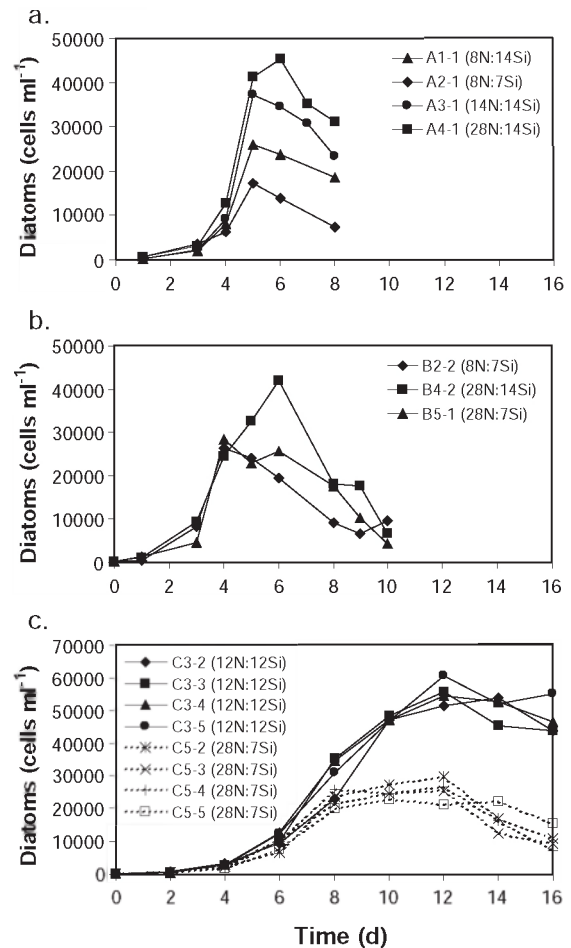 a.
50000
40000
30000
20000
10000
0
Diatoms (cells ml⁻¹)
A1-1 (8N:14Si)
A2-1 (8N:7Si)
A3-1 (14N:14Si)
A4-1 (28N:14Si)
0 2 4 6 8 10 12 14 16
b.
50000
40000
30000
20000
10000
0
Diatoms (cells ml⁻¹)
B2-2 (8N:7Si)
B4-2 (28N:14Si)
B5-1 (28N:7Si)
0 2 4 6 8 10 12 14 16
c.
70000
60000
50000
40000
30000
20000
10000
0
Diatoms (cells ml⁻¹)
C3-2 (12N:12Si)
C3-3 (12N:12Si)
C3-4 (12N:12Si)
C3-5 (12N:12Si)
C5-2 (28N:7Si)
C5-3 (28N:7Si)
C5-4 (28N:7Si)
C5-5 (28N:7Si)
0 2 4 6 8 10 12 14 16
Time (d)